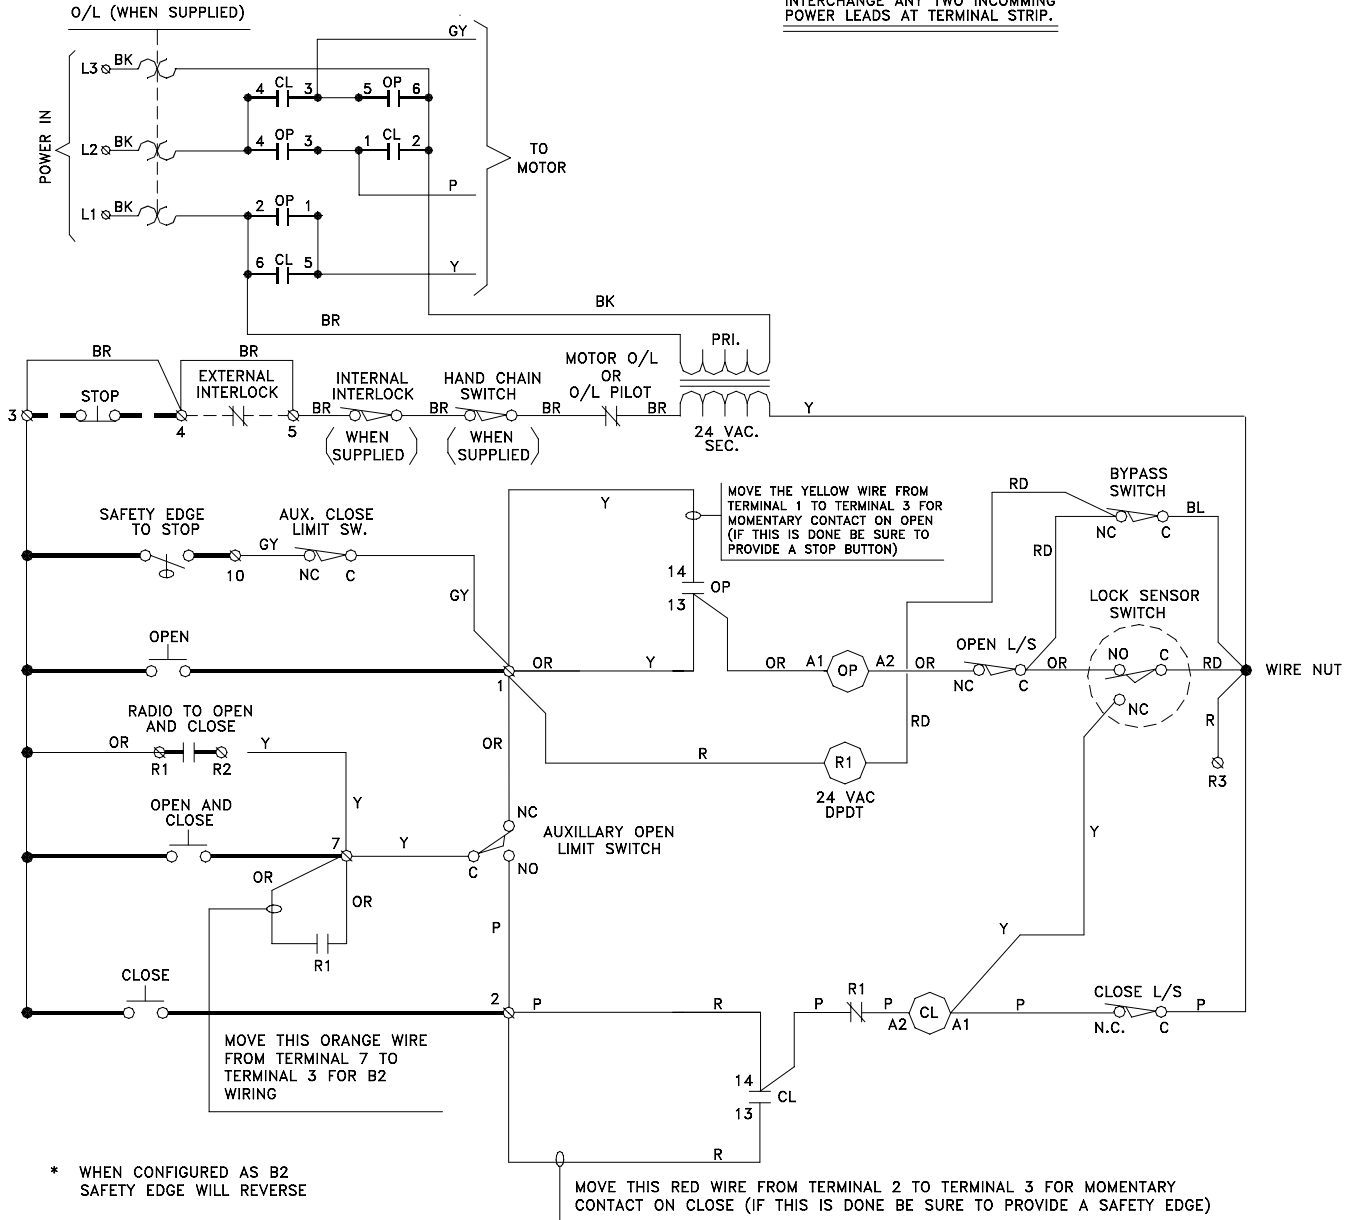 INTERCHANGE ANY TWO INCOMMING
POWER LEADS AT TERMINAL STRIP.
O/L (WHEN SUPPLIED)
GY
L3 BK
4 CL 3 5 OP 6
POWER IN
L2 BK
4 OP 3 1 CL 2
TO
MOTOR
P
L1 BK
2 OP 1
6 CL 5
Y
BK
BR
PRI.
BR
BR
STOP
EXTERNAL
INTERLOCK
INTERNAL
INTERLOCK
HAND CHAIN
SWITCH
MOTOR O/L
OR
O/L PILOT
3
4
5
BR
BR
BR
BR
Y
(WHEN
SUPPLIED)
(WHEN
SUPPLIED)
24 VAC.
SEC.
SAFETY EDGE
TO STOP
AUX. CLOSE
LIMIT SW.
GY
10
NC C
GY
Y
MOVE THE YELLOW WIRE FROM
TERMINAL 1 TO TERMINAL 3 FOR
MOMENTARY CONTACT ON OPEN
(IF THIS IS DONE BE SURE TO
PROVIDE A STOP BUTTON)
RD
BYPASS
SWITCH
BL
NC C
RD
14
OP
13
LOCK SENSOR
SWITCH
OPEN
OPEN L/S
1
OR
Y
OR
A1
OP
A2
OR
NC C
OR
NO C
NC
RD
WIRE NUT
RADIO TO OPEN
AND CLOSE
OR
R1 R2
Y
OR
R
R1
RD
R
R3
24 VAC
DPDT
OPEN AND
CLOSE
Y
7
Y
NC
C
NO
AUXILLARY OPEN
LIMIT SWITCH
Y
OR
OR
R1
P
Y
CLOSE
2
P
R
P
R1
P
A2
CL
A1
P
CLOSE L/S
N.C. C
P
MOVE THIS ORANGE WIRE
FROM TERMINAL 7 TO
TERMINAL 3 FOR B2
WIRING
14
CL
13
R
* WHEN CONFIGURED AS B2
SAFETY EDGE WILL REVERSE
MOVE THIS RED WIRE FROM TERMINAL 2 TO TERMINAL 3 FOR MOMENTARY
CONTACT ON CLOSE (IF THIS IS DONE BE SURE TO PROVIDE A SAFETY EDGE)